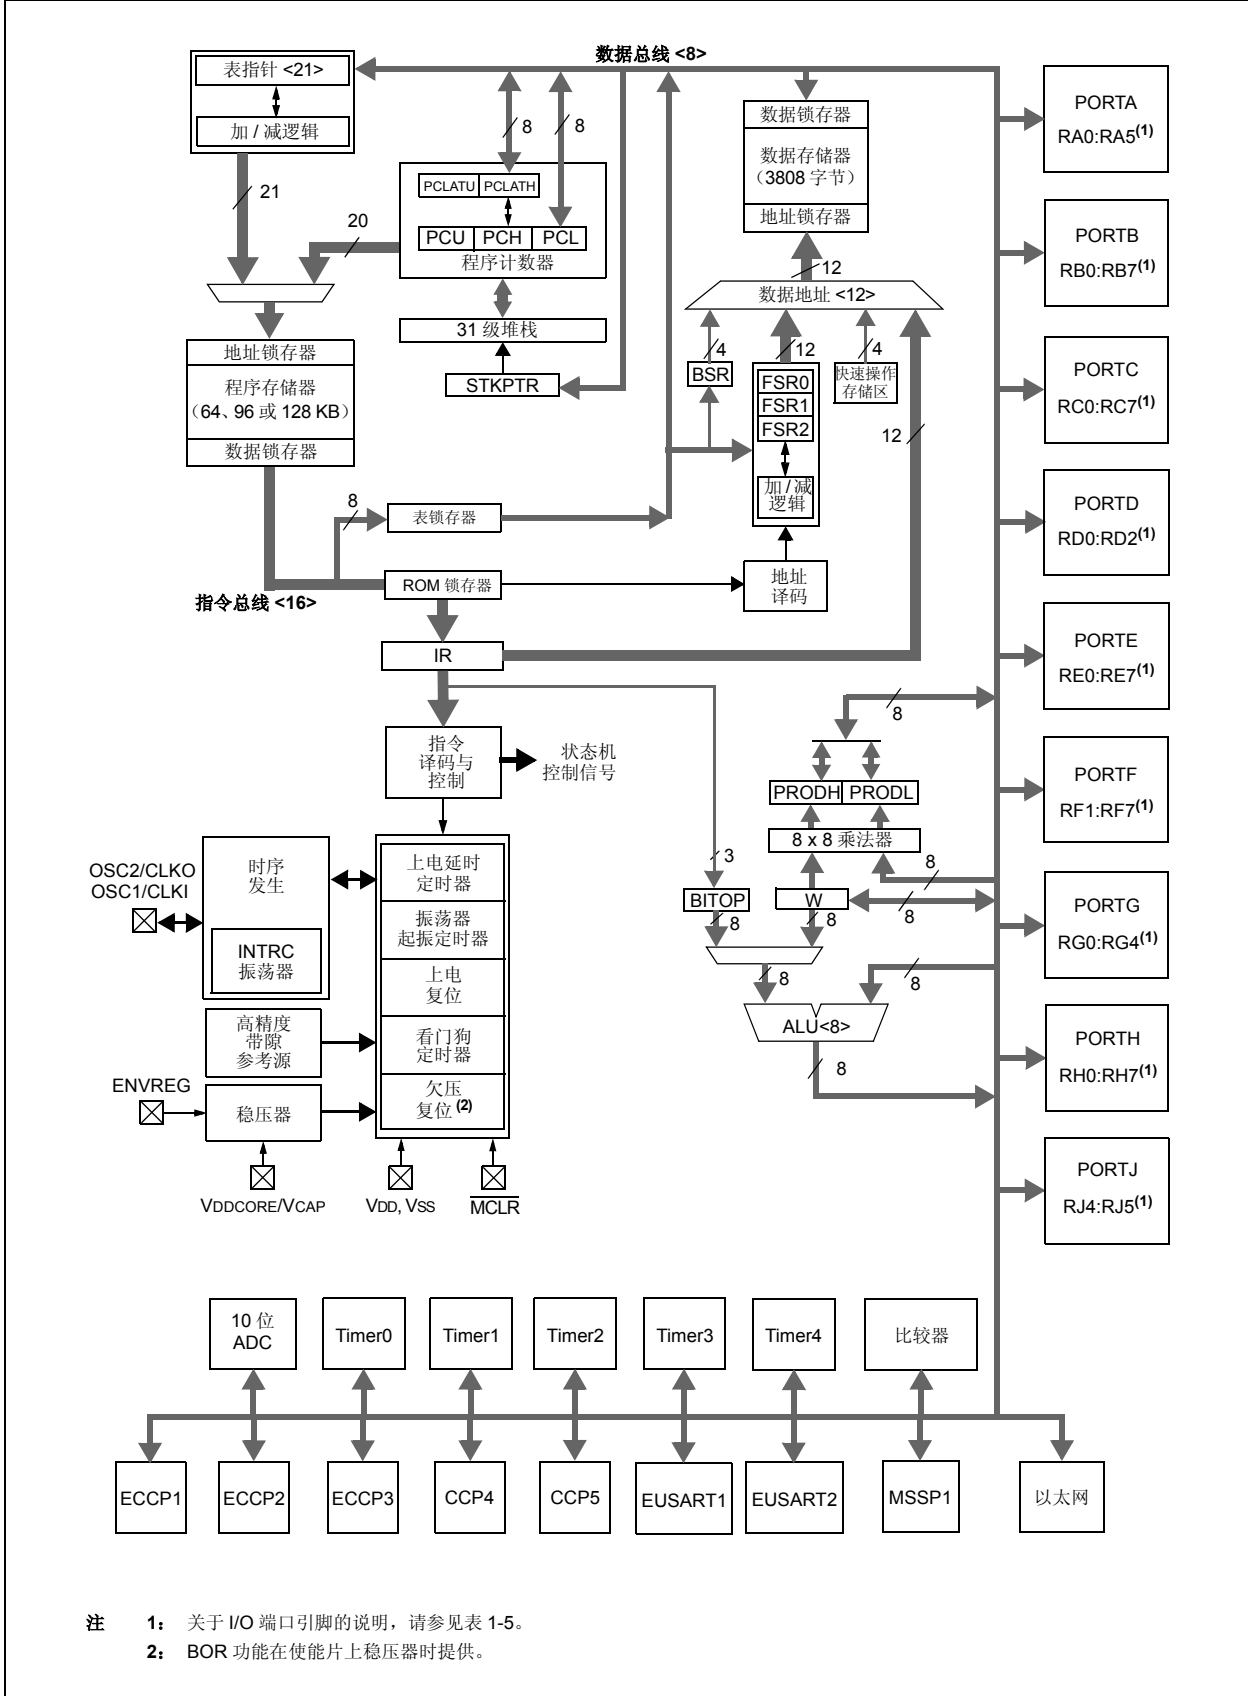 数据总线 <8>
表指针 <21>
加 / 减逻辑
21
8
8
PCLATU
PCLATH
PCU
PCH
PCL
程序计数器
20
31 级堆栈
STKPTR
地址锁存器
程序存储器
（64、96 或 128 KB）
数据锁存器
8
表锁存器
指令总线 <16>
ROM 锁存器
IR
数据锁存器
数据存储器
（3808 字节）
地址锁存器
12
数据地址 <12>
4
12
4
BSR
FSR0
FSR1
FSR2
快速操作
存储区
12
加 / 减
逻辑
地址
译码
指令
译码与
控制
状态机
控制信号
8
PRODH
PRODL
8 x 8 乘法器
3
8
BITOP
W
8
8
8
8
8
ALU<8>
8
OSC2/CLKO
OSC1/CLKI
时序
发生
INTRC
振荡器
上电延时
定时器
振荡器
起振定时器
上电
复位
看门狗
定时器
欠压
复位 (2)
高精度
带隙
参考源
ENVREG
稳压器
VDDCORE/VCAP
VDD, VSS
MCLR
PORTA
RA0:RA5(1)
PORTB
RB0:RB7(1)
PORTC
RC0:RC7(1)
PORTD
RD0:RD2(1)
PORTE
RE0:RE7(1)
PORTF
RF1:RF7(1)
PORTG
RG0:RG4(1)
PORTH
RH0:RH7(1)
PORTJ
RJ4:RJ5(1)
10 位
ADC
Timer0
Timer1
Timer2
Timer3
Timer4
比较器
ECCP1
ECCP2
ECCP3
CCP4
CCP5
EUSART1
EUSART2
MSSP1
以太网
注 1： 关于 I/O 端口引脚的说明，请参见表 1-5。
2： BOR 功能在使能片上稳压器时提供。